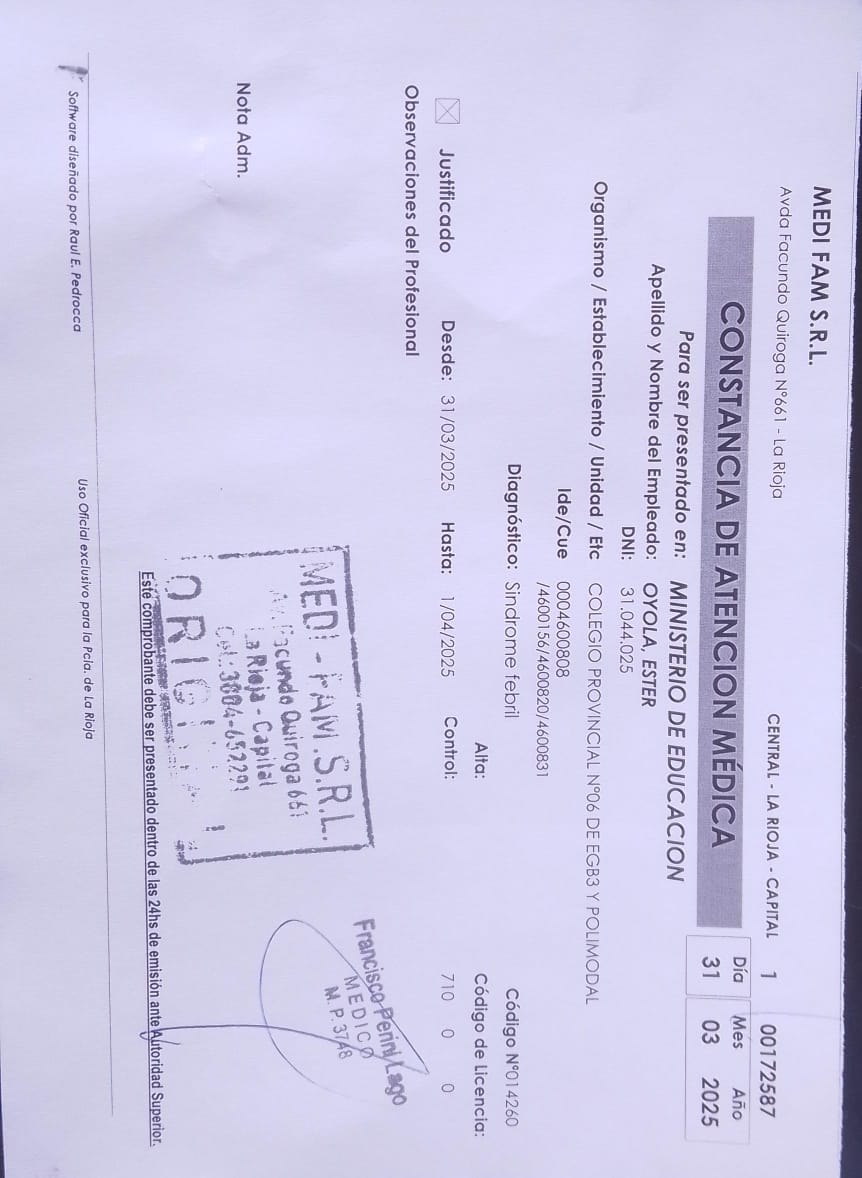 MEDI FAM S.R.L.
CENTRAL - LA RIOJA - CAPITAL 1 00172587
Avda Facundo Quiroga N°661 - La Rioja
CONSTANCIA DE ATENCION MÉDICA
Día Mes Año
31 03 2025
Para ser presentado en: MINISTERIO DE EDUCACION
Apellido y Nombre del Empleado: OYOLA, ESTER
DNI: 31.044.025
Organismo / Establecimiento / Unidad / Etc COLEGIO PROVINCIAL N°06 DE EGB3 Y POLIMODAL
Ide/Cue 0004600808
/4600156/4600820/4600831
Diagnóstico: Sindrome febril Código N°014260
Alta: Código de Licencia:
Justificado Desde: 31/03/2025 Hasta: 1/04/2025 Control: 710 0 0
Observaciones del Profesional
MEDI - FAM.S.R.L.
Av. Facundo Quiroga 661
La Rioja - Capital
Cel.: 3804-652291
Francisco Perini Lago
MEDICO
M.P. 3748
Nota Adm.
Este comprobante debe ser presentado dentro de las 24hs de emisión ante Autoridad Superior.
Software diseñado por Raul E. Pedrocca
Uso Oficial exclusivo para la Pcia. de La Rioja